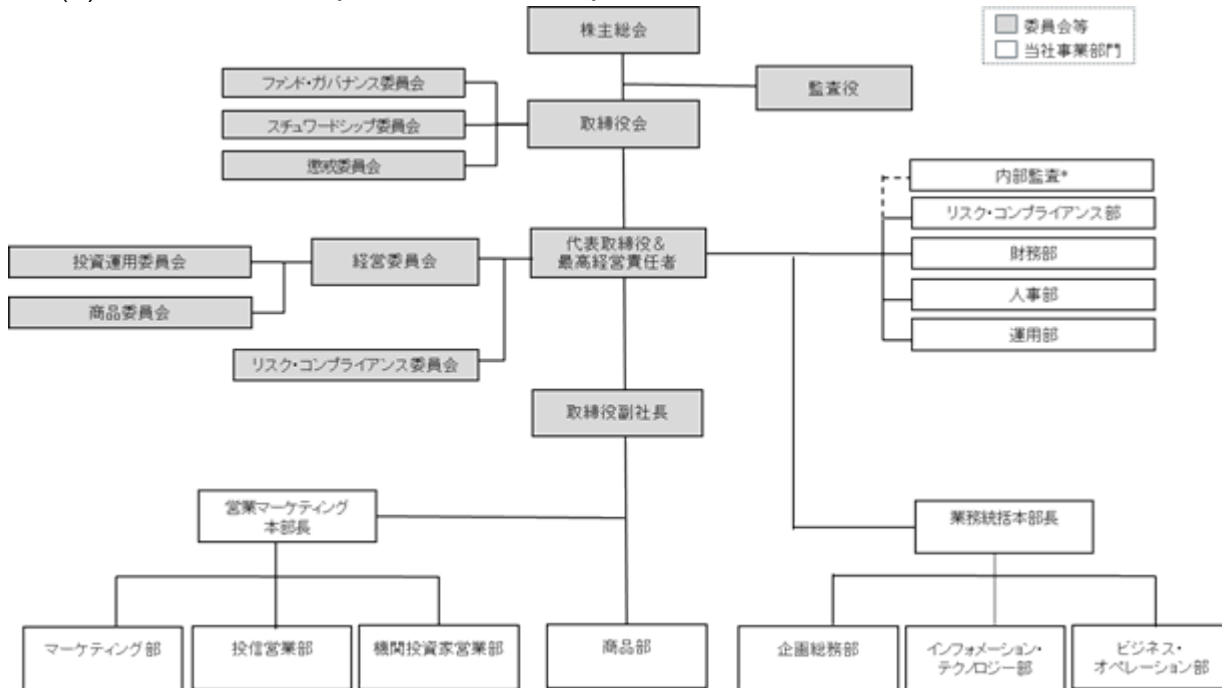 株主総会
委員会等
当社事業部門
ファンド・ガバナンス委員会
監査役
スチュワードシップ委員会
取締役会
懲戒委員会
内部監査*
リスク・コンプライアンス部
代表取締役&
最高経営責任者
経営委員会
投資運用委員会
財務部
商品委員会
人事部
運用部
リスク・コンプライアンス委員会
取締役副社長
営業マーケティング
本部長
業務統括本部長
マーケティング部
投信営業部
機関投資家営業部
商品部
企画総務部
インフォメーション・
テクノロジー部
ビジネス・
オペレーション部